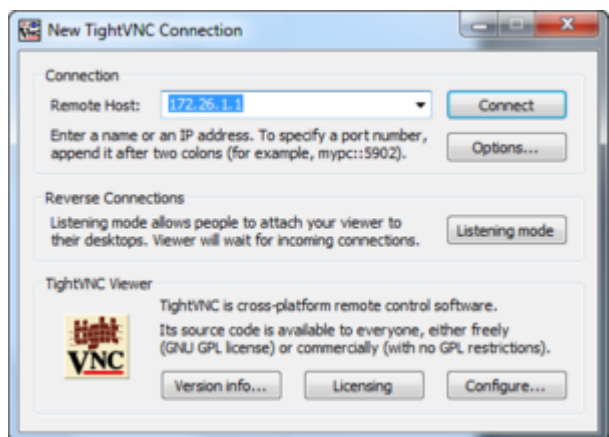 New TightVNC Connection
Connection
Remote Host: 172.26.1.1 Connect
Enter a name or an IP address. To specify a port number,
append it after two colons (for example, mypc::5902). Options...
Reverse Connections
Listening mode allows people to attach your viewer to
their desktops. Viewer will wait for incoming connections. Listening mode
TightVNC Viewer
TightVNC is cross-platform remote control software.
Its source code is available to everyone, either freely
(GNU GPL license) or commercially (with no GPL restrictions).
tight
VNC
Version info... Licensing Configure...